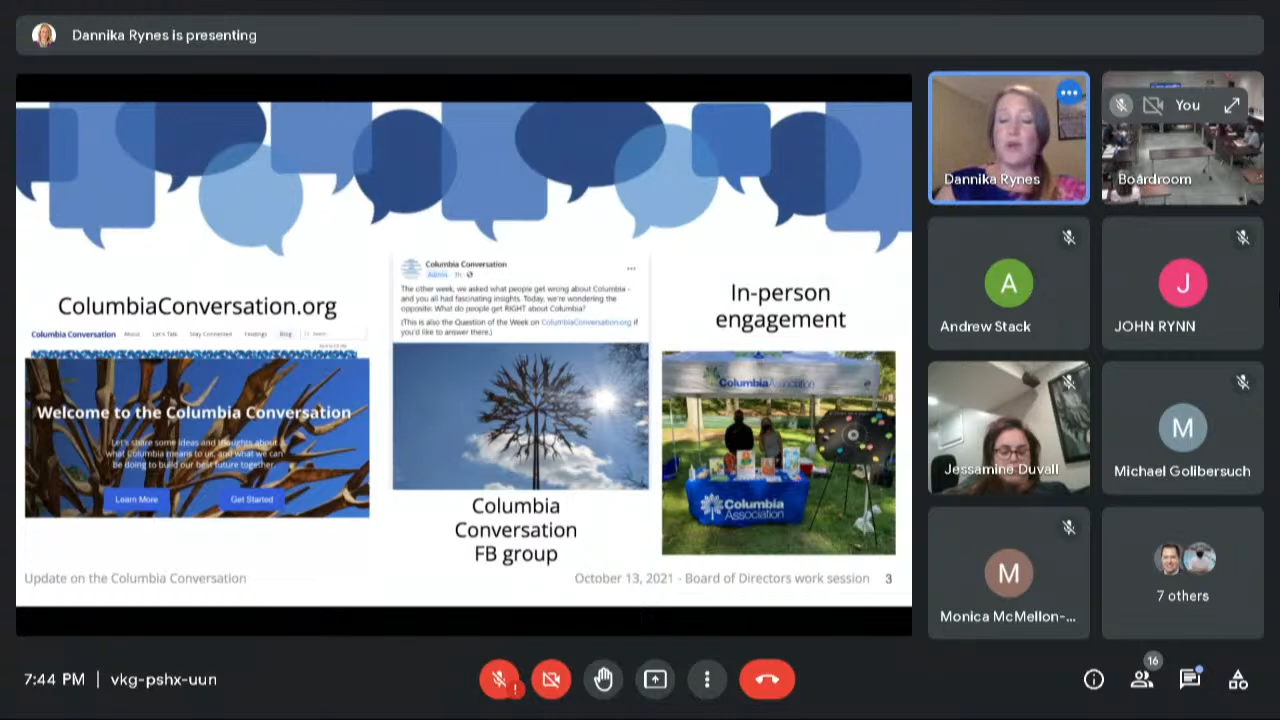 Dannika Rynes is presenting
ColumbiaConversation.org
Columbia Conversation About Let's Talk Stay Connected Findings Blog
Welcome to the Columbia Conversation
Let's share some ideas and thoughts about
what Columbia means to us, and what we can
be doing to build our best future together.
Learn More Get Started
Columbia Conversation
Admin · 3h
The other week, we asked what people get wrong about Columbia -
and you all had fascinating insights. Today, we're wondering the
opposite: What do people get RIGHT about Columbia?
(This is also the Question of the Week on ColumbiaConversation.org if
you'd like to answer there.)
Columbia
Conversation
FB group
In-person
engagement
ColumbiaAssociation
Columbia
Association
Update on the Columbia Conversation
October 13, 2021 - Board of Directors work session 3
Dannika Rynes
You
Boardroom
A
Andrew Stack
J
JOHN RYNN
Jessamine Duvall
M
Michael Golibersuch
M
Monica McMellon-...
7 others
7:44 PM | vkg-pshx-uun
16